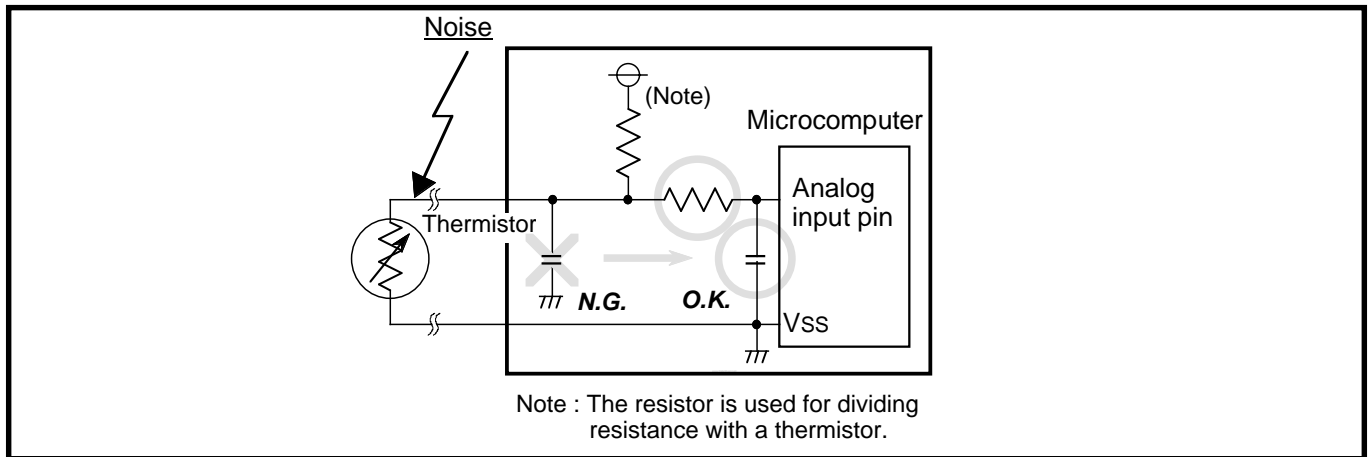 Noise
(Note)
Microcomputer
Analog
input pin
Thermistor
N.G.
O.K.
VSS
Note : The resistor is used for dividing
resistance with a thermistor.